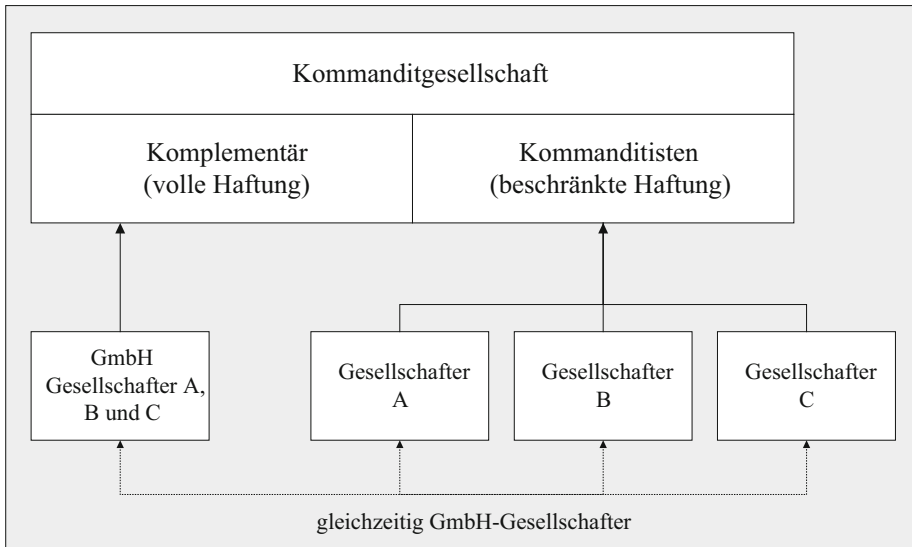 Kommanditgesellschaft
Komplementär
(volle Haftung)
Kommanditisten
(beschränkte Haftung)
GmbH
Gesellschafter A,
B und C
Gesellschafter
A
Gesellschafter
B
Gesellschafter
C
gleichzeitig GmbH-Gesellschafter